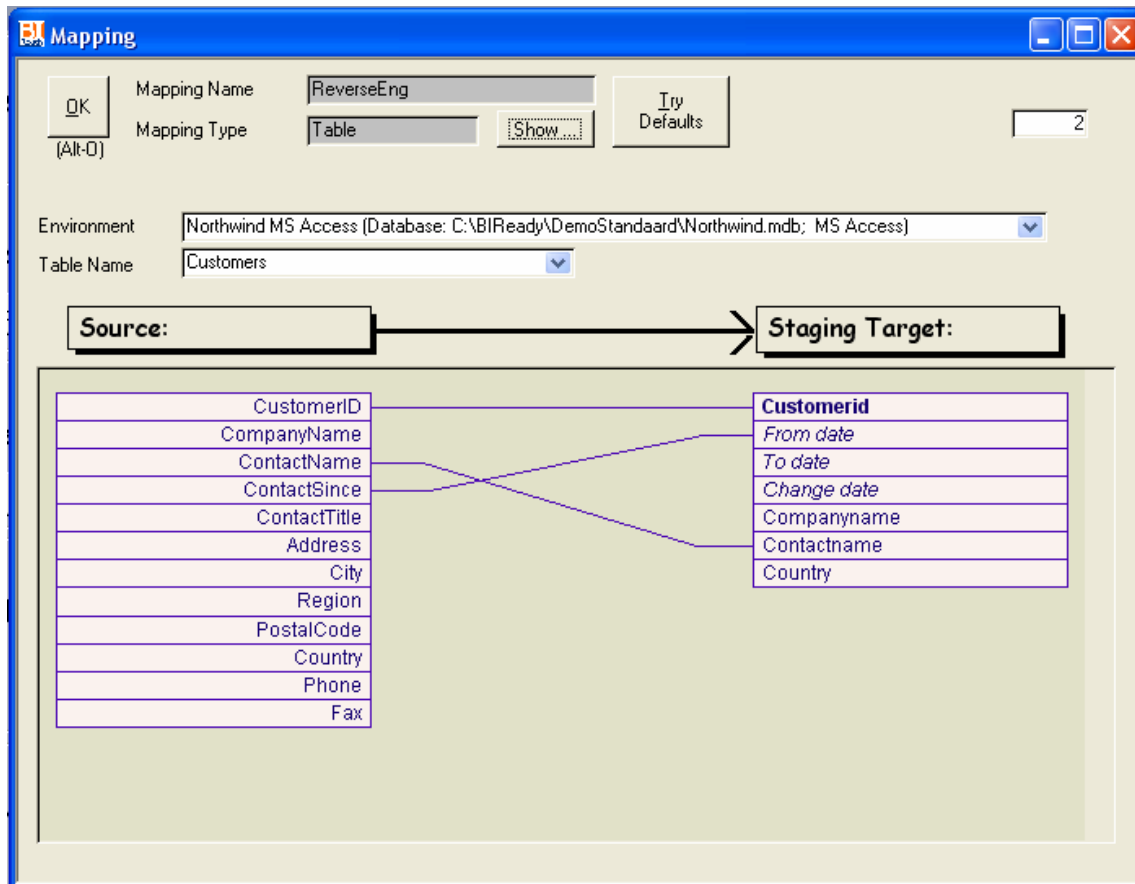 BI Mapping
OK
(Alt-O)
Mapping Name ReverseEng
Mapping Type Table Show ...
Try
Defaults
2
Environment Northwind MS Access (Database: C:\BIReady\DemoStandaard\Northwind.mdb; MS Access)
Table Name Customers
Source: Staging Target:
CustomerID
CompanyName
ContactName
ContactSince
ContactTitle
Address
City
Region
PostalCode
Country
Phone
Fax
Customerid
From date
To date
Change date
Companyname
Contactname
Country